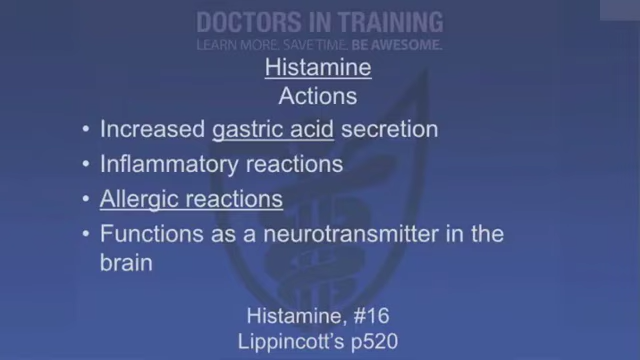 DOCTORS IN TRAINING
LEARN MORE. SAVE TIME. BE AWESOME.
Histamine
Actions
• Increased gastric acid secretion
• Inflammatory reactions
• Allergic reactions
• Functions as a neurotransmitter in the
brain
Histamine, #16
Lippincott's p520